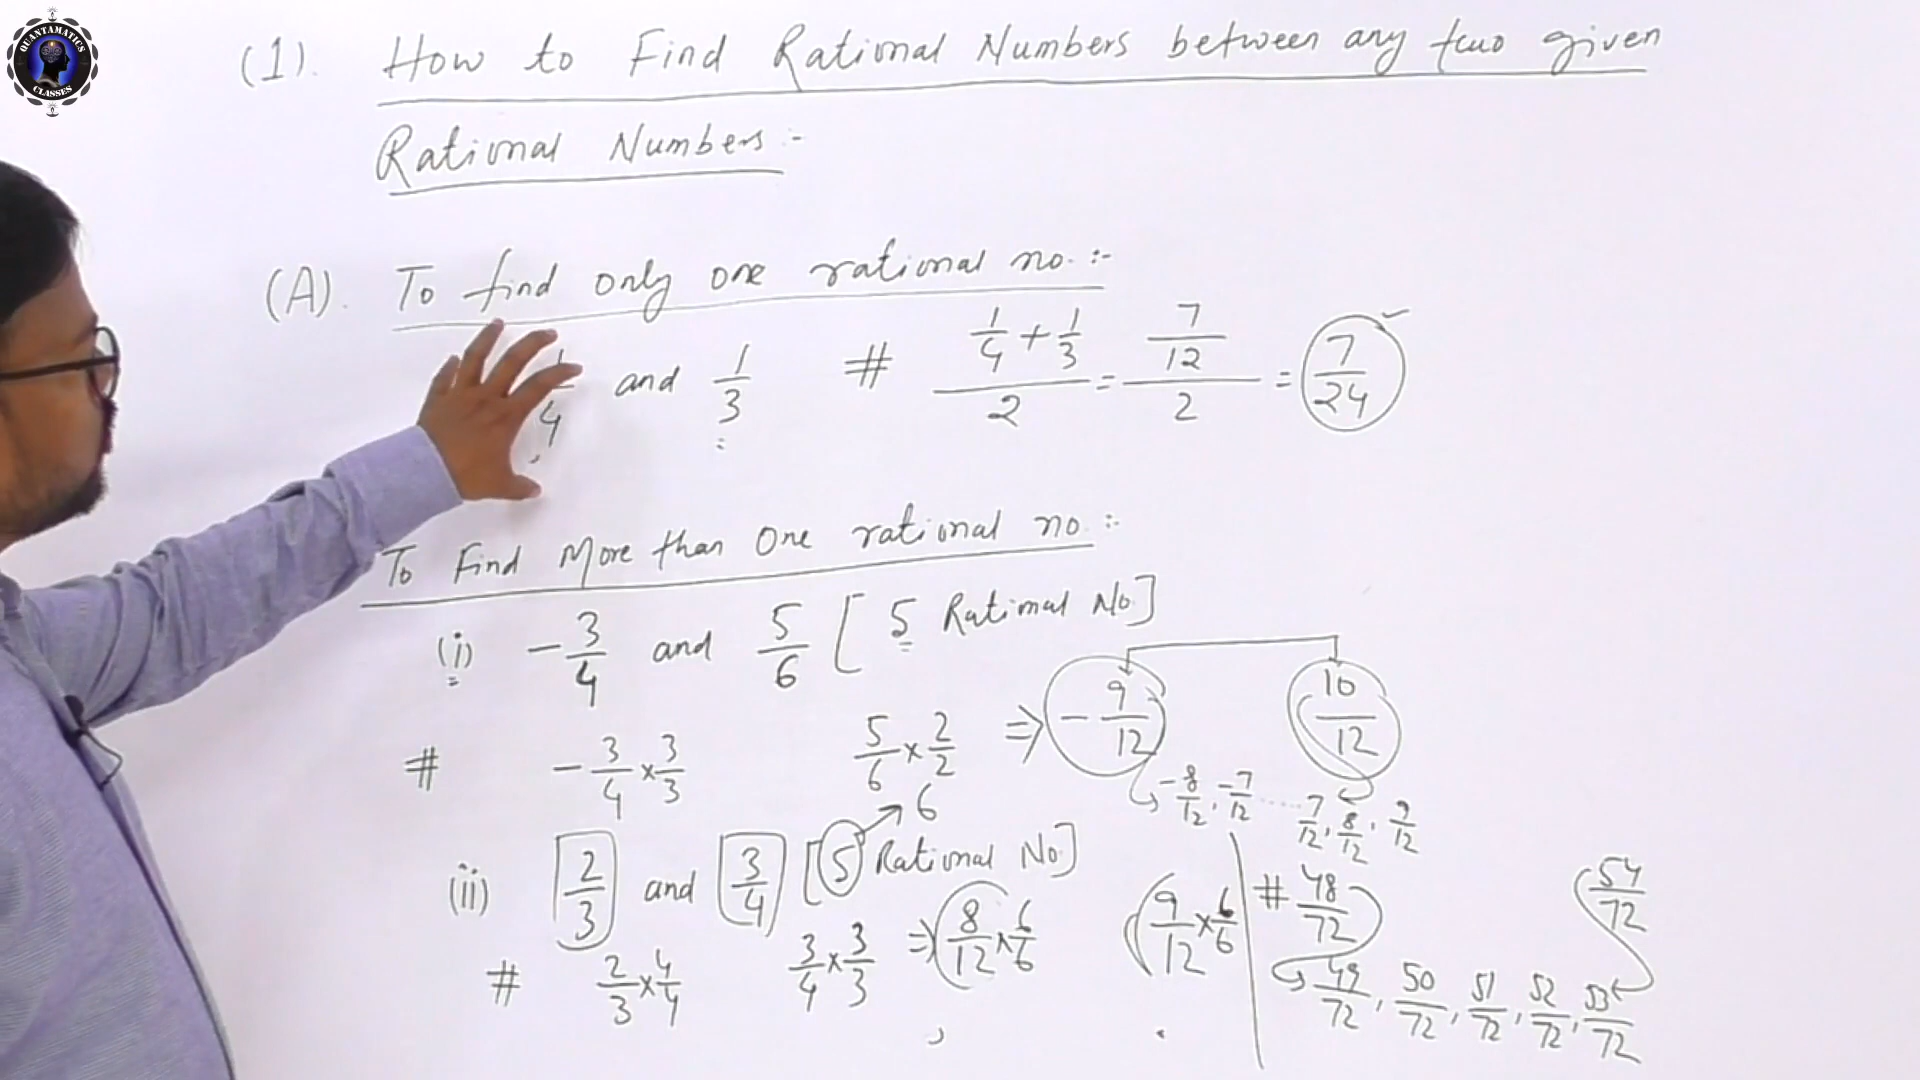 QUANTAMATICS CLASSES
(1). How to Find Rational Numbers between any two given
Rational Numbers:-
(A). To find only one rational no.:-
1/4 and 1/3 # (1/4 + 1/3)/2 = (7/12)/2 = 7/24 ✓
To Find More than One rational no.:-
(i) -3/4 and 5/6 [5 Rational No.]
# -3/4 × 3/3 5/6 × 2/2 ⇒ -9/12 10/12
-8/12, -7/12 ...... 7/12, 8/12, 9/12
6
(ii) 2/3 and 3/4 [5 Rational No.]
# 2/3 × 4/4 3/4 × 3/3 ⇒ 8/12 × 6/6 9/12 × 6/6
# 48/72 54/72
49/72, 50/72, 51/72, 52/72, 53/72